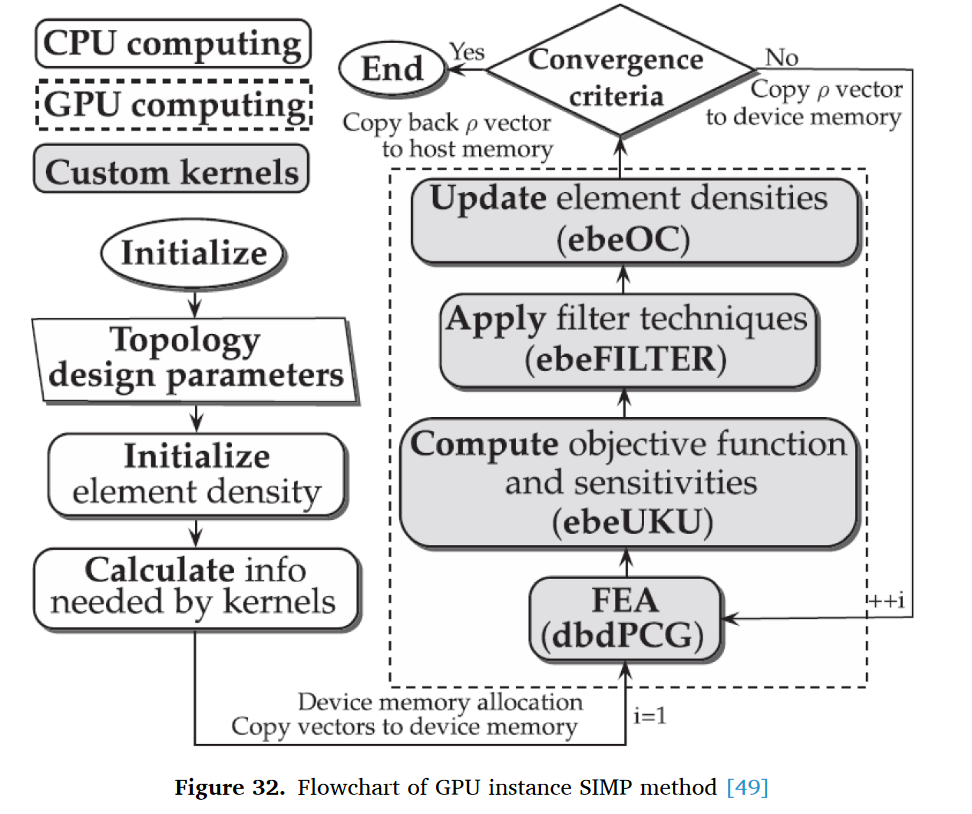 CPU computing
GPU computing
Custom kernels
Initialize
Topology
design parameters
Initialize
element density
Calculate info
needed by kernels
Device memory allocation
Copy vectors to device memory
i=1
FEA
(dbdPCG)
Compute objective function
and sensitivities
(ebeUKU)
Apply filter techniques
(ebeFILTER)
Update element densities
(ebeOC)
Copy back ρ vector
to host memory
Convergence
criteria
Yes
End
No
Copy ρ vector
to device memory
++i
Figure 32. Flowchart of GPU instance SIMP method [49]